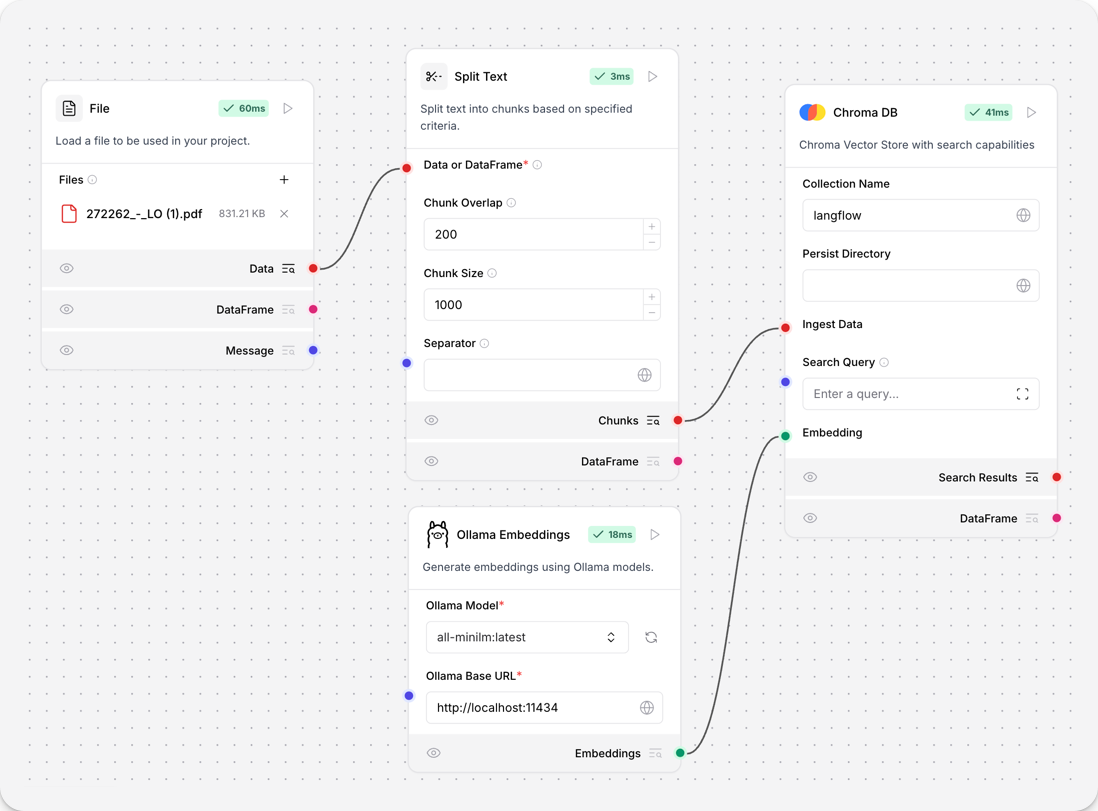 File
60ms
Load a file to be used in your project.
Files
272262_-_LO (1).pdf
831.21 KB
Data
DataFrame
Message
Split Text
3ms
Split text into chunks based on specified
criteria.
Data or DataFrame*
Chunk Overlap
200
Chunk Size
1000
Separator
Chunks
DataFrame
Ollama Embeddings
18ms
Generate embeddings using Ollama models.
Ollama Model*
all-minilm:latest
Ollama Base URL*
http://localhost:11434
Embeddings
Chroma DB
41ms
Chroma Vector Store with search capabilities
Collection Name
langflow
Persist Directory
Ingest Data
Search Query
Enter a query...
Embedding
Search Results
DataFrame